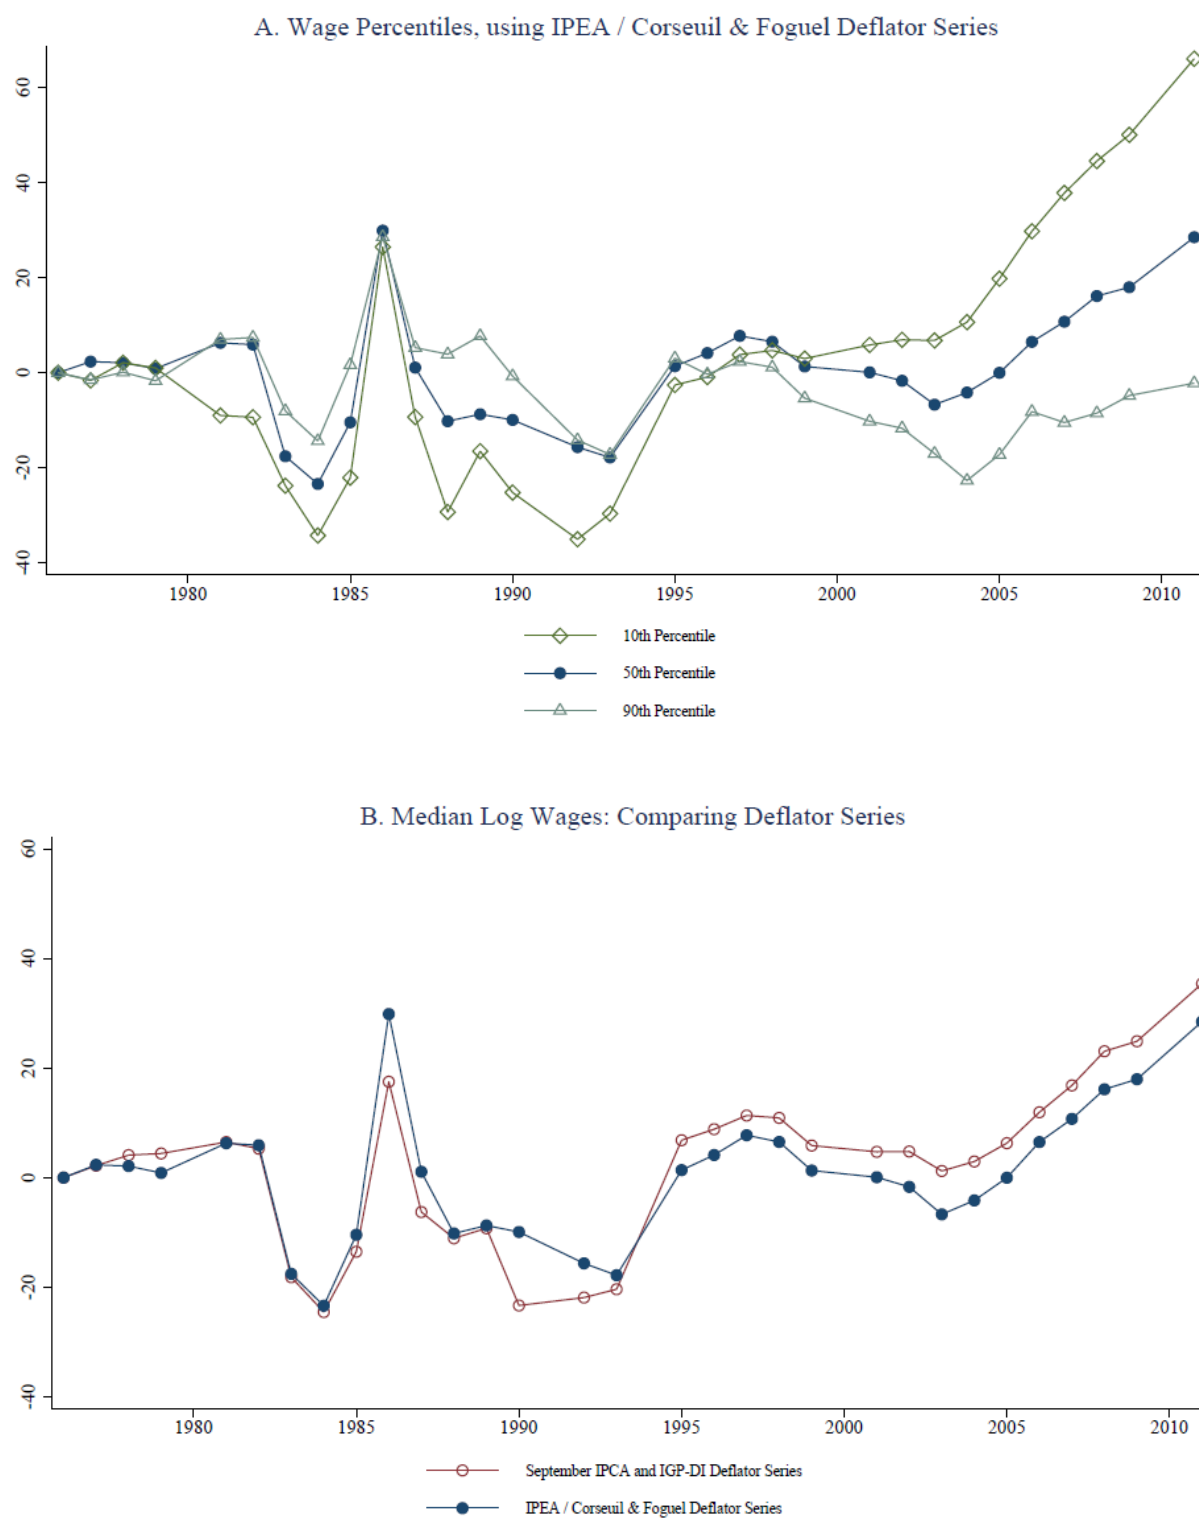 A. Wage Percentiles, using IPEA / Corseuil & Foguel Deflator Series
60
40
20
0
-20
-40
1980 1985 1990 1995 2000 2005 2010
10th Percentile
50th Percentile
90th Percentile
B. Median Log Wages: Comparing Deflator Series
60
40
20
0
-20
-40
1980 1985 1990 1995 2000 2005 2010
September IPCA and IGP-DI Deflator Series
IPEA / Corseuil & Foguel Deflator Series